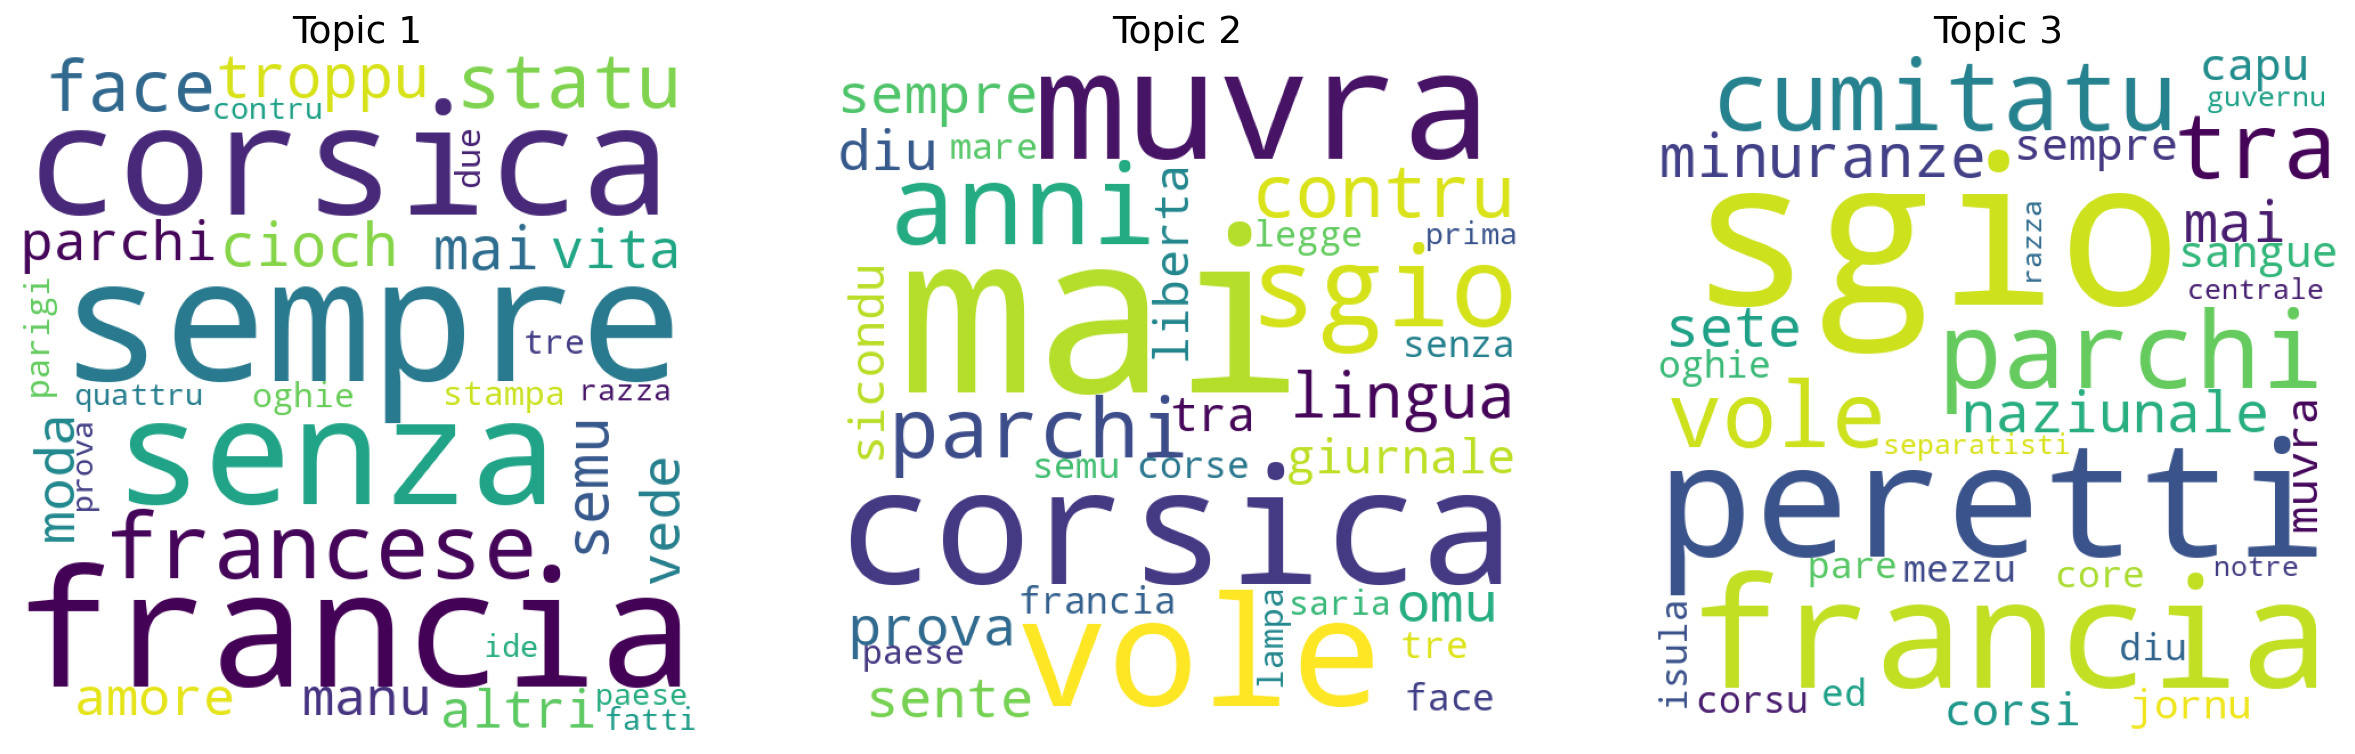 Topic 1
face troppu statu
contru
corsica
due
parchi cioch mai vita
parigi
sempre
tre
quattru oghie stampa razza
moda
prova
senza
semu
vede
francese
francia
ide
amore manu altri paese
fatti
Topic 2
sempre muvra
diu mare
anni
liberta
contru
legge prima
sicondu
mai
sgio
senza
parchi tra lingua
semu corse giurnale
corsica
francia
vole
lampa
saria omu
prova
tre
paese
sente
face
Topic 3
cumitatu capu
guvernu
minuranze sempre tra
sgio
razza
mai
sangue
centrale
sete
oghie
parchi
vole naziunale
separatisti
muvra
peretti
pare mezzu core notre
isula
francia
diu
corsu ed corsi jornu